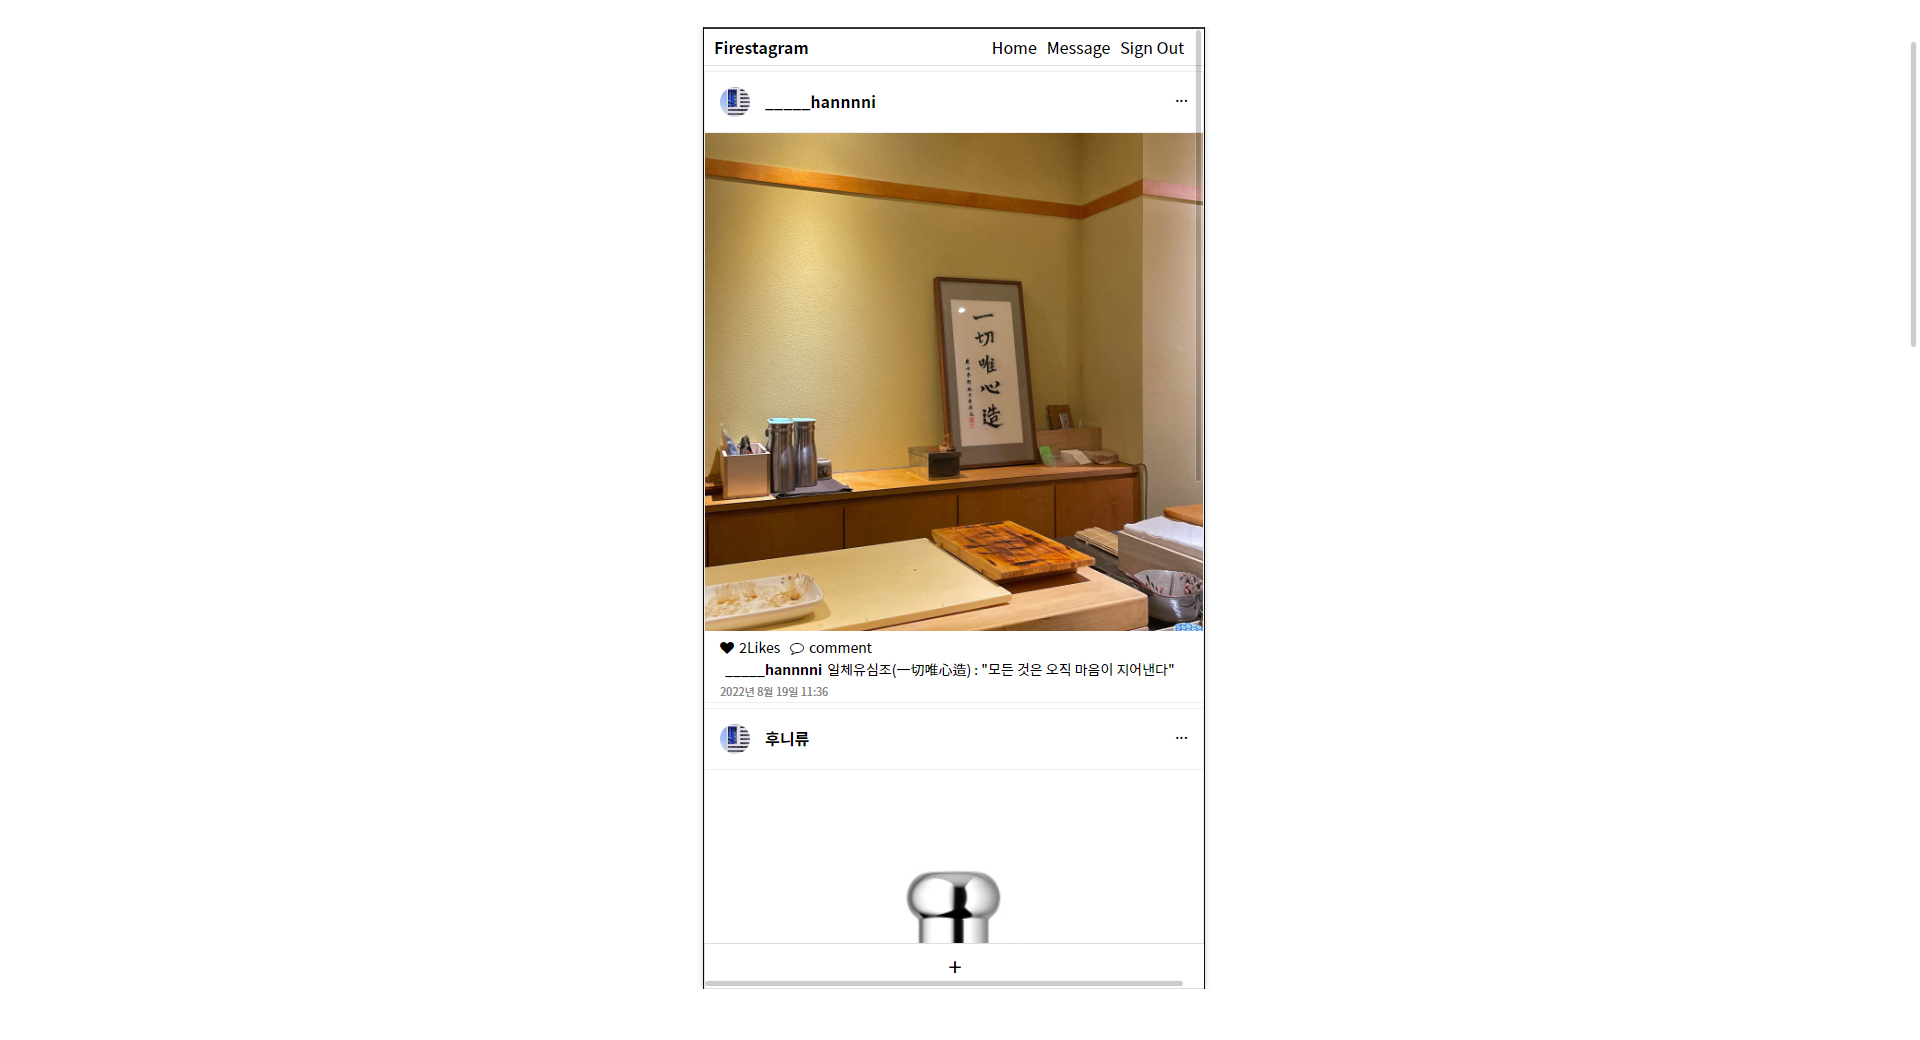 Firestagram
Home Message Sign Out
_____hannnni
...
一切唯心造
2Likes comment
_____hannnni 일체유심조(一切唯心造) : "모든 것은 오직 마음이 지어낸다"
2022년 8월 19일 11:36
후니류
...
+